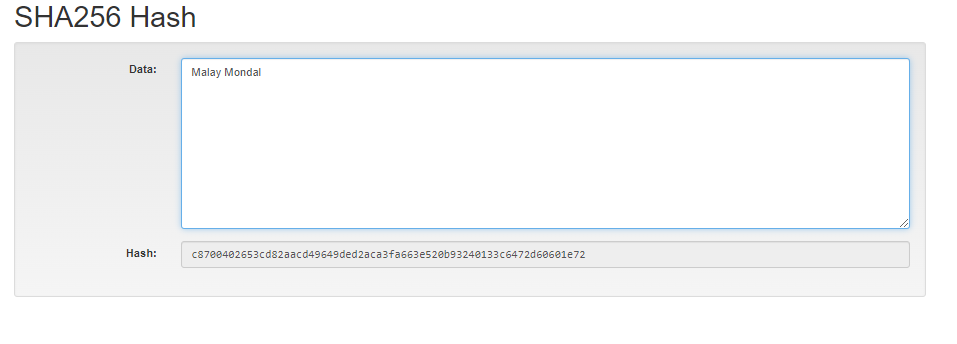 SHA256 Hash
Data:
Malay Mondal
Hash:
c8700402653cd82aacd49649ded2aca3fa663e520b93240133c6472d60601e72